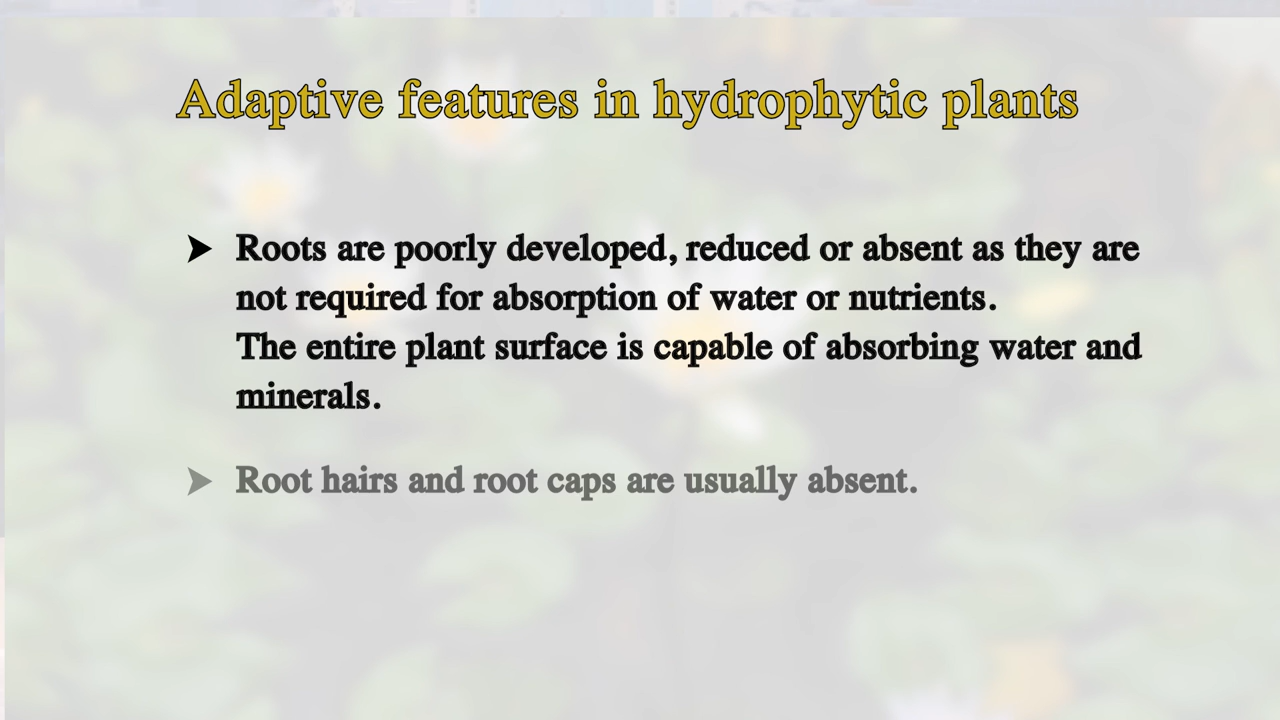 Adaptive features in hydrophytic plants
➤ Roots are poorly developed, reduced or absent as they are
not required for absorption of water or nutrients.
The entire plant surface is capable of absorbing water and
minerals.
➤ Root hairs and root caps are usually absent.